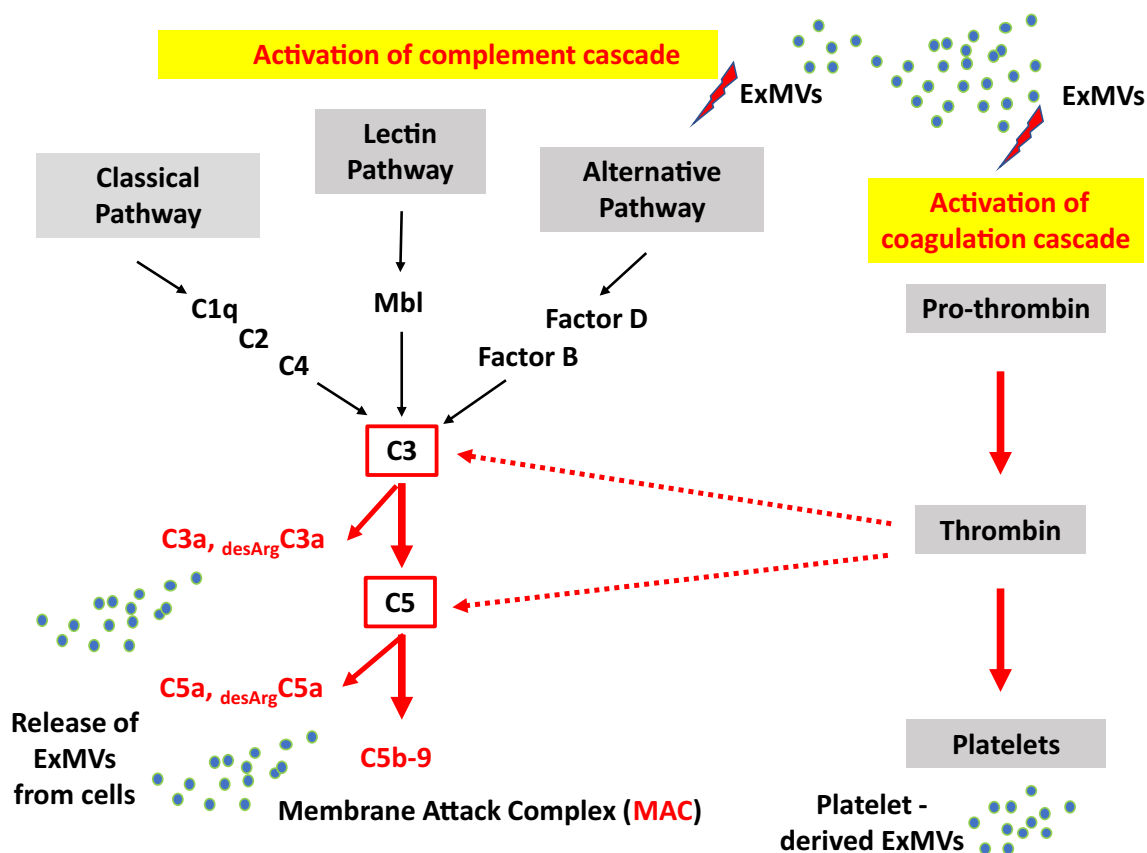 Activation of complement cascade
ExMVs
ExMVs
Lectin
Pathway
Classical
Pathway
Alternative
Pathway
Activation of
coagulation cascade
C1q
C2
C4
Mbl
Factor D
Factor B
Pro-thrombin
C3
C3a, desArgC3a
Thrombin
C5
C5a, desArgC5a
Release of
ExMVs
from cells
C5b-9
Platelets
Membrane Attack Complex (MAC)
Platelet -
derived ExMVs